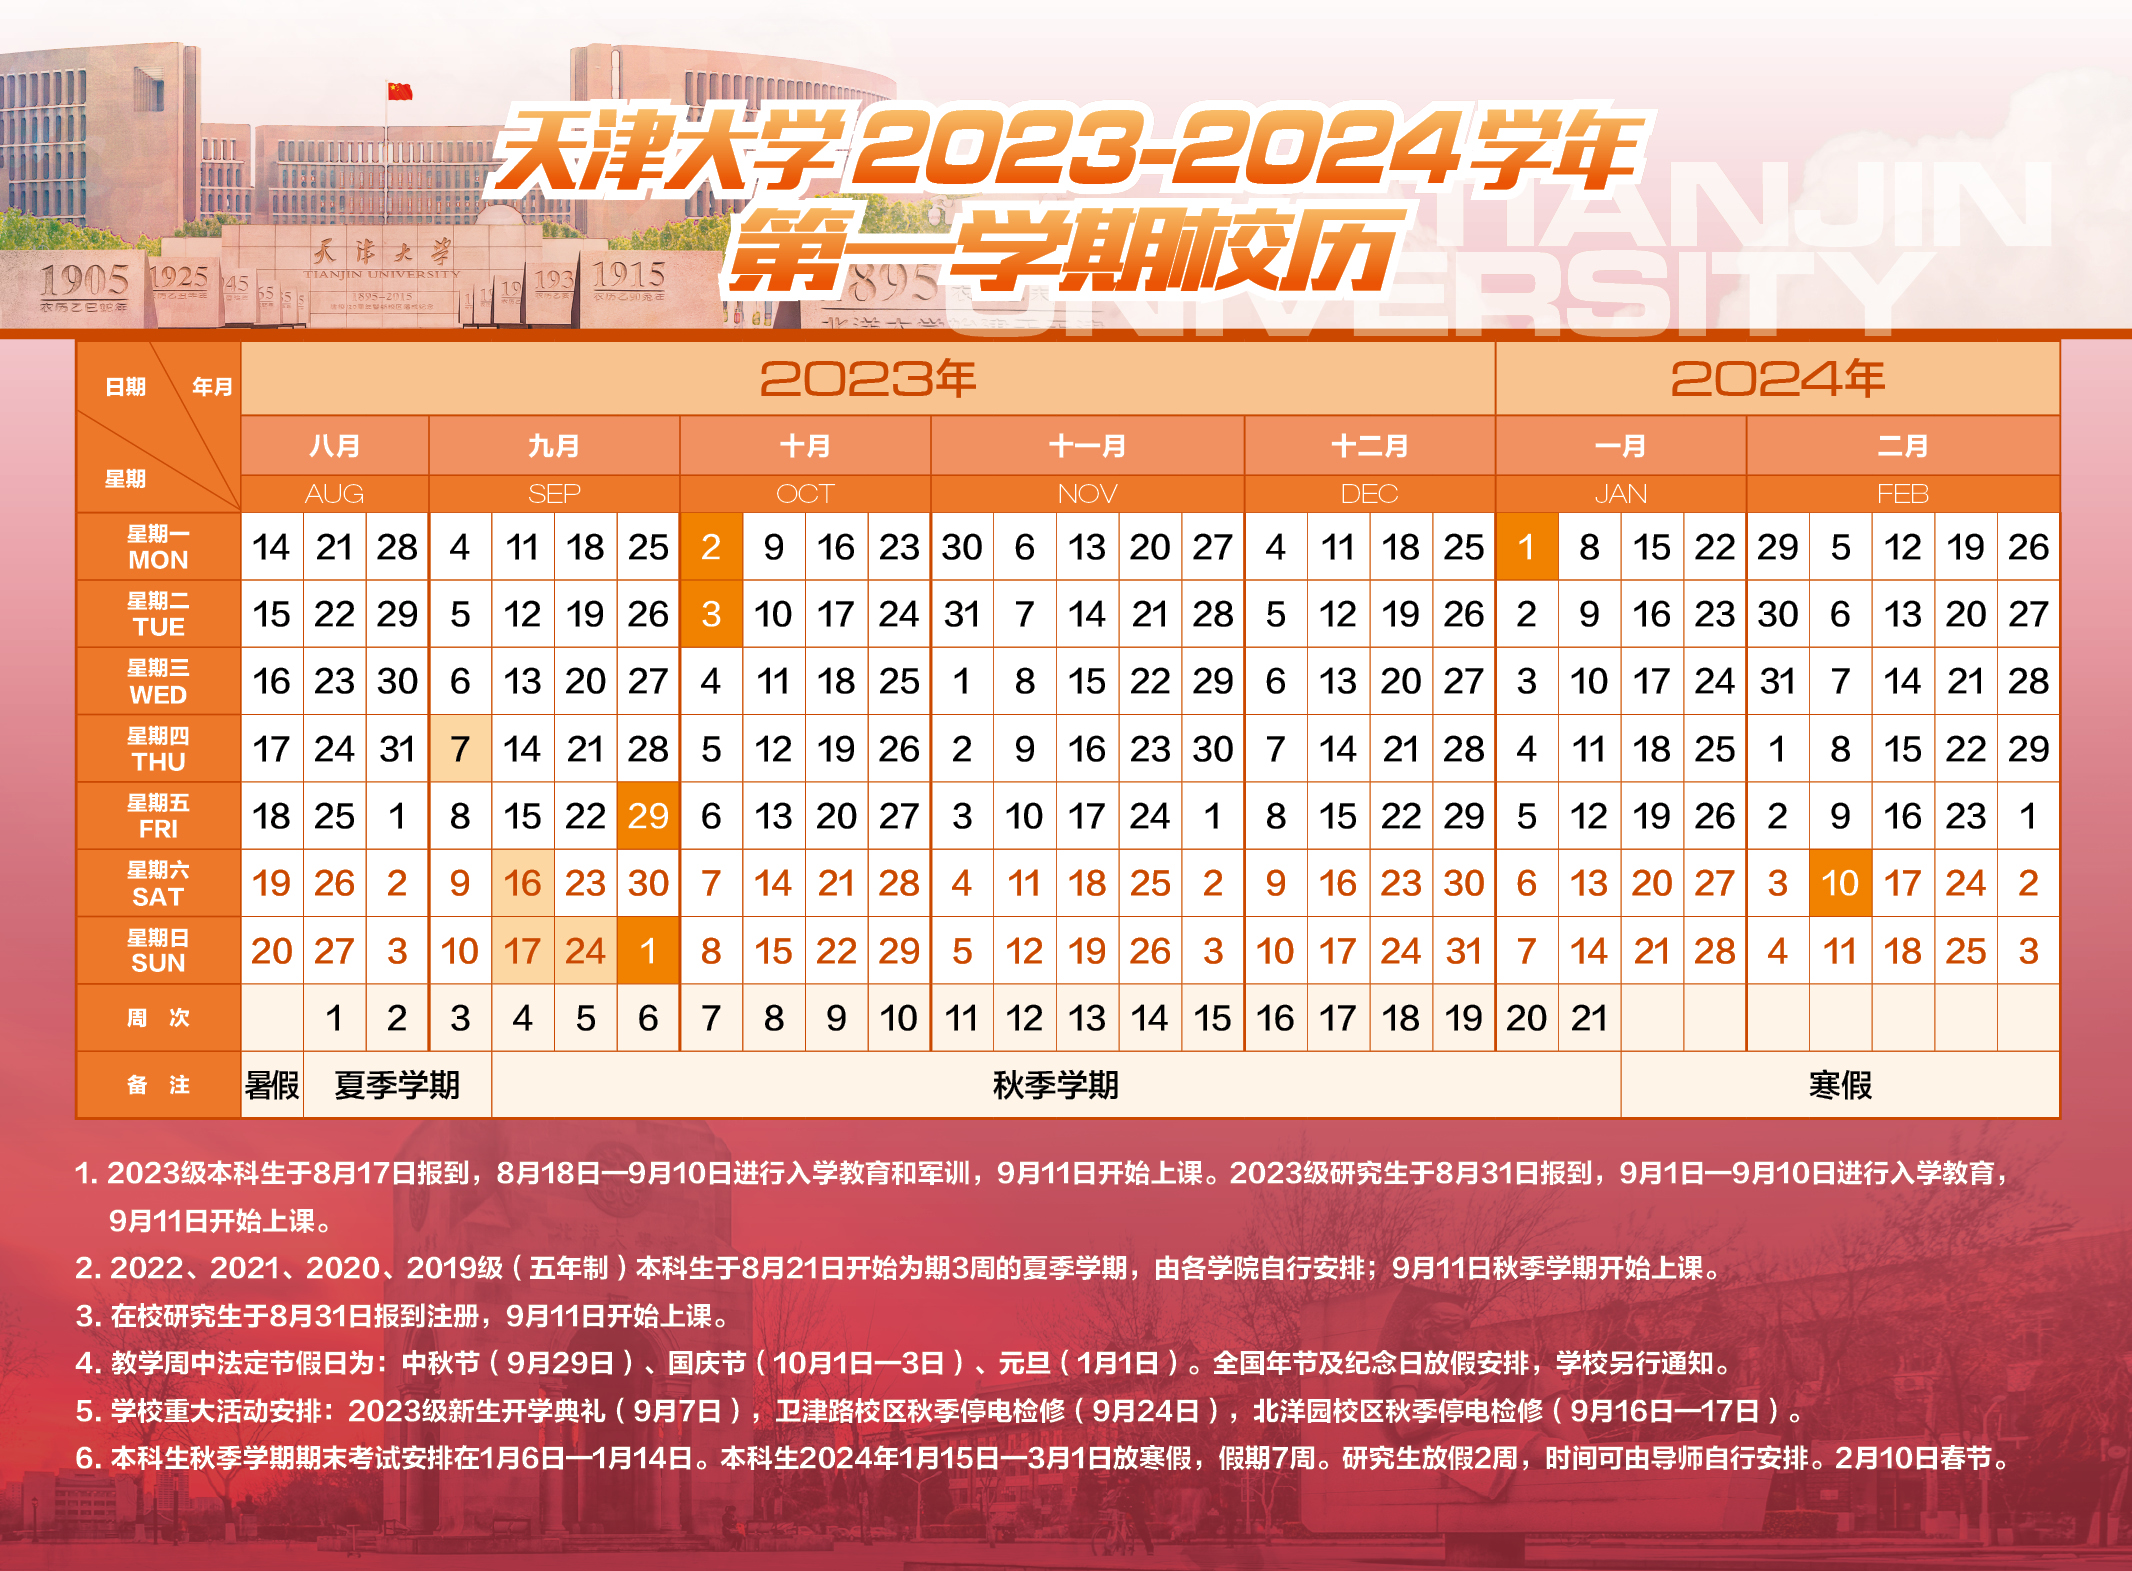 天津大学2023-2024学年
第一学期校历
TIANJIN
UNIVERSITY
天津大学
TIANJIN UNIVERSITY
1895-2015
1905
农历乙巳蛇年
1925
1915
农历乙卯兔年
1895
日期 年月 星期 2023年 2024年
八月 九月 十月 十一月 十二月 一月 二月
AUG SEP OCT NOV DEC JAN FEB
星期一 MON 14 21 28 4 11 18 25 2 9 16 23 30 6 13 20 27 4 11 18 25 1 8 15 22 29 5 12 19 26
星期二 TUE 15 22 29 5 12 19 26 3 10 17 24 31 7 14 21 28 5 12 19 26 2 9 16 23 30 6 13 20 27
星期三 WED 16 23 30 6 13 20 27 4 11 18 25 1 8 15 22 29 6 13 20 27 3 10 17 24 31 7 14 21 28
星期四 THU 17 24 31 7 14 21 28 5 12 19 26 2 9 16 23 30 7 14 21 28 4 11 18 25 1 8 15 22 29
星期五 FRI 18 25 1 8 15 22 29 6 13 20 27 3 10 17 24 1 8 15 22 29 5 12 19 26 2 9 16 23 1
星期六 SAT 19 26 2 9 16 23 30 7 14 21 28 4 11 18 25 2 9 16 23 30 6 13 20 27 3 10 17 24 2
星期日 SUN 20 27 3 10 17 24 1 8 15 22 29 5 12 19 26 3 10 17 24 31 7 14 21 28 4 11 18 25 3
周 次 1 2 3 4 5 6 7 8 9 10 11 12 13 14 15 16 17 18 19 20 21
备 注 暑假 夏季学期 秋季学期 寒假
1. 2023级本科生于8月17日报到，8月18日—9月10日进行入学教育和军训，9月11日开始上课。2023级研究生于8月31日报到，9月1日—9月10日进行入学教育，
9月11日开始上课。
2. 2022、2021、2020、2019级（五年制）本科生于8月21日开始为期3周的夏季学期，由各学院自行安排；9月11日秋季学期开始上课。
3. 在校研究生于8月31日报到注册，9月11日开始上课。
4. 教学周中法定节假日为：中秋节（9月29日）、国庆节（10月1日—3日）、元旦（1月1日）。全国年节及纪念日放假安排，学校另行通知。
5. 学校重大活动安排：2023级新生开学典礼（9月7日），卫津路校区秋季停电检修（9月24日），北洋园校区秋季停电检修（9月16日—17日）。
6. 本科生秋季学期期末考试安排在1月6日—1月14日。本科生2024年1月15日—3月1日放寒假，假期7周。研究生放假2周，时间可由导师自行安排。2月10日春节。